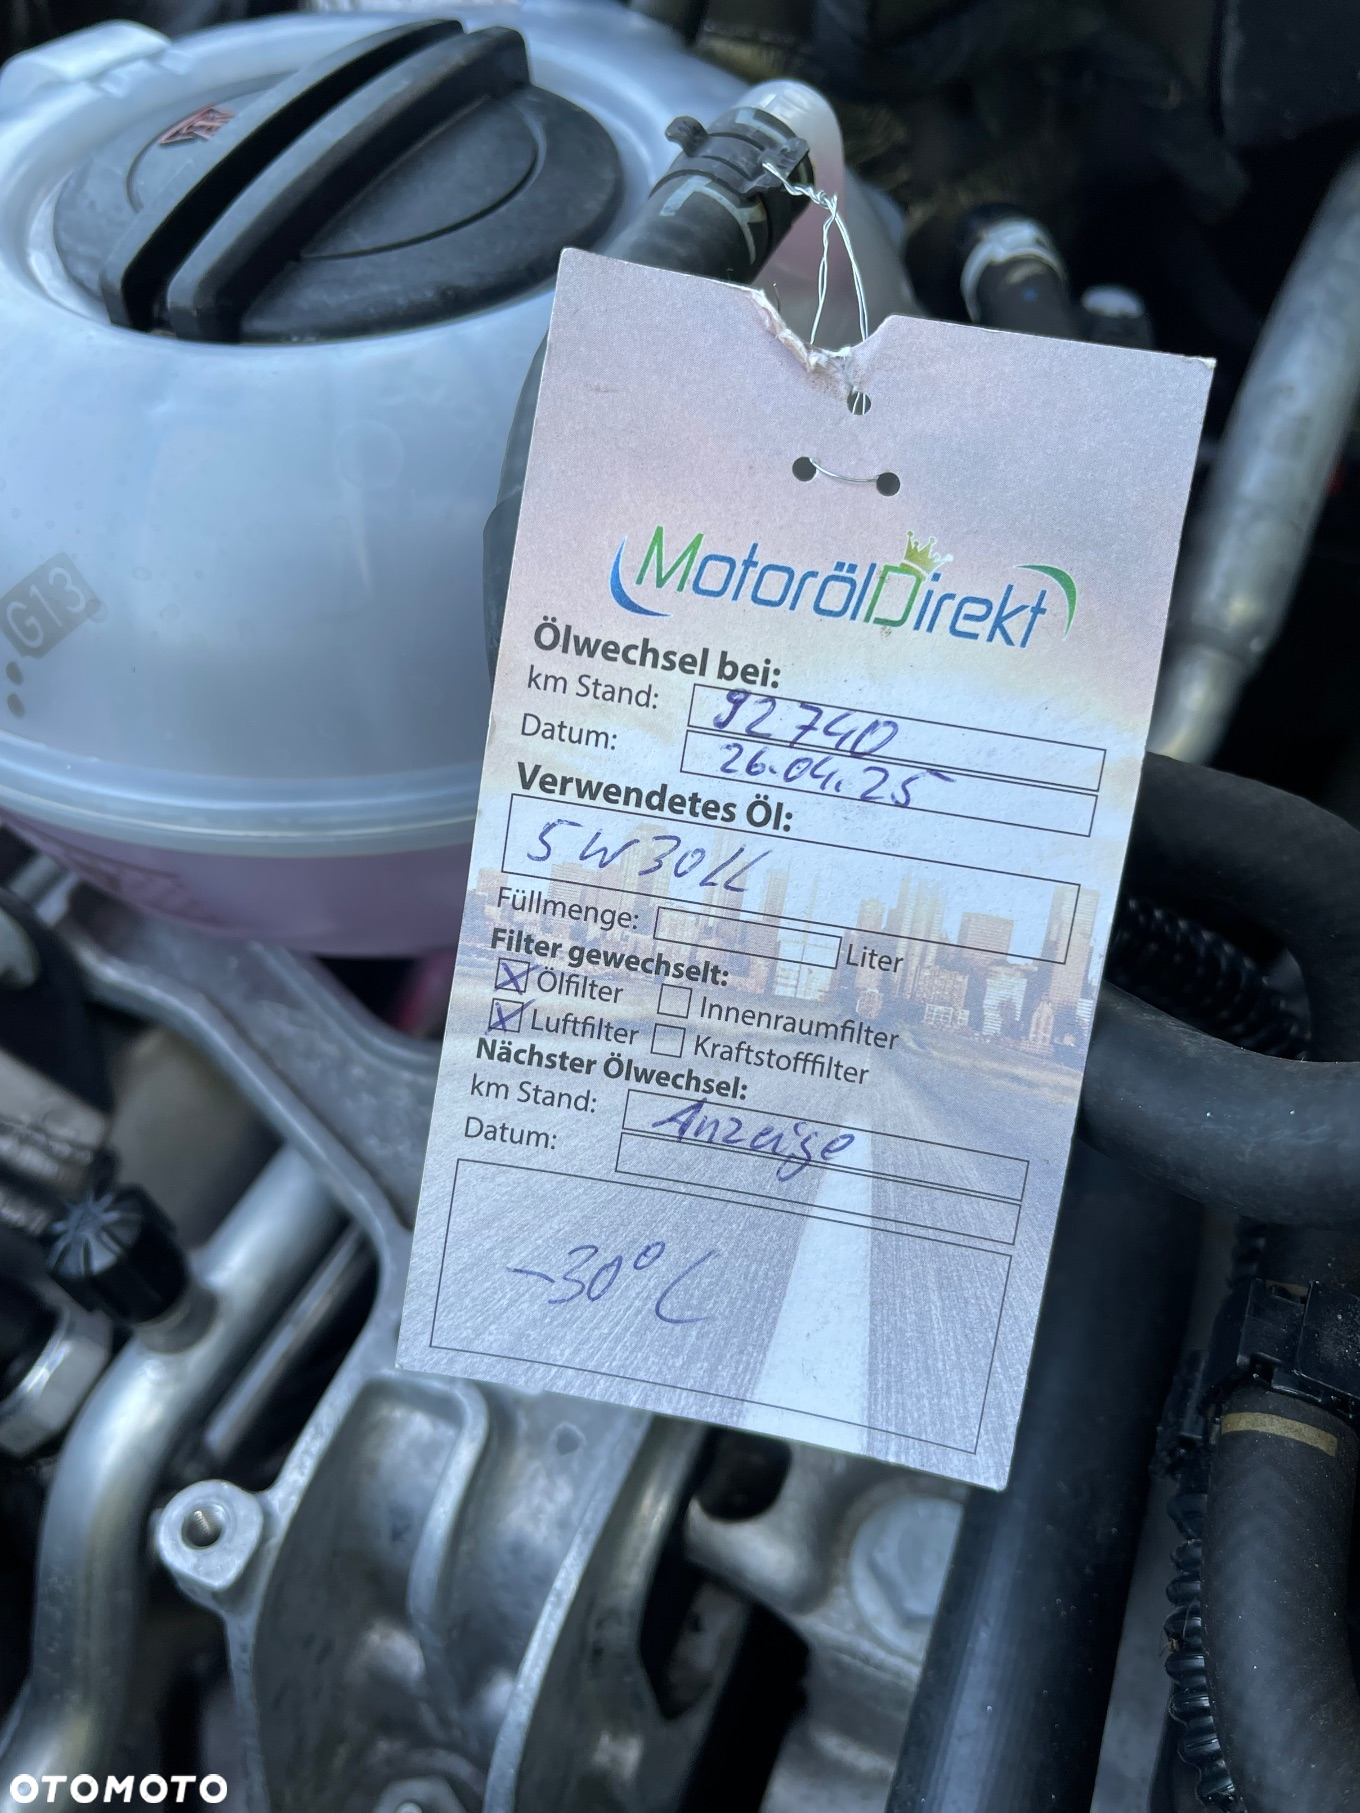 G13
MotorölDirekt
Ölwechsel bei:
km Stand: 92740
Datum: 26.04.25
Verwendetes Öl:
5W30LL
Füllmenge: Liter
Filter gewechselt:
Ölfilter Innenraumfilter
Luftfilter Kraftstofffilter
Nächster Ölwechsel:
km Stand: Anzeige
Datum:
-30°C
OTOMOTO